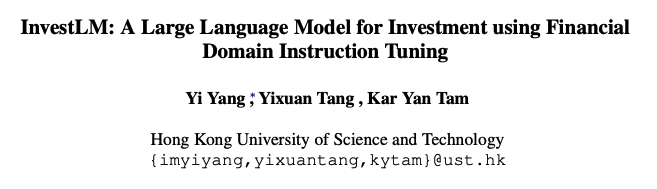 InvestLM: A Large Language Model for Investment using Financial
Domain Instruction Tuning
Yi Yang*, Yixuan Tang , Kar Yan Tam
Hong Kong University of Science and Technology
{imyiyang,yixuantang,kytam}@ust.hk